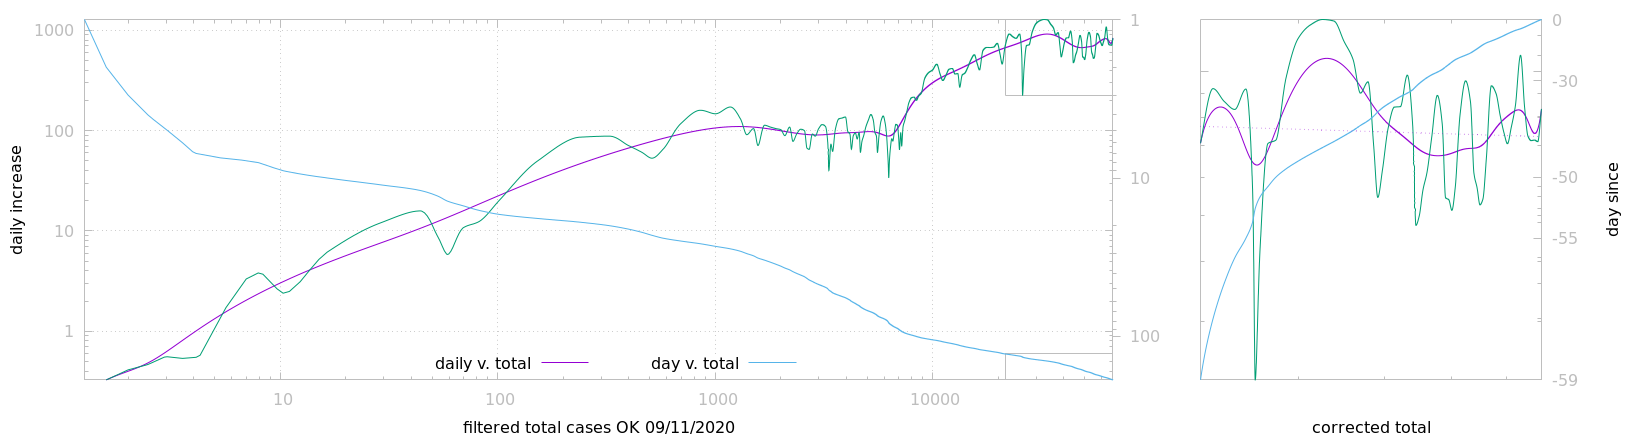 1000
100
10
1
daily increase
10
100
1000
10000
filtered total cases OK 09/11/2020
daily v. total
day v. total
1
10
100
0
-30
-50
-55
-59
day since
corrected total